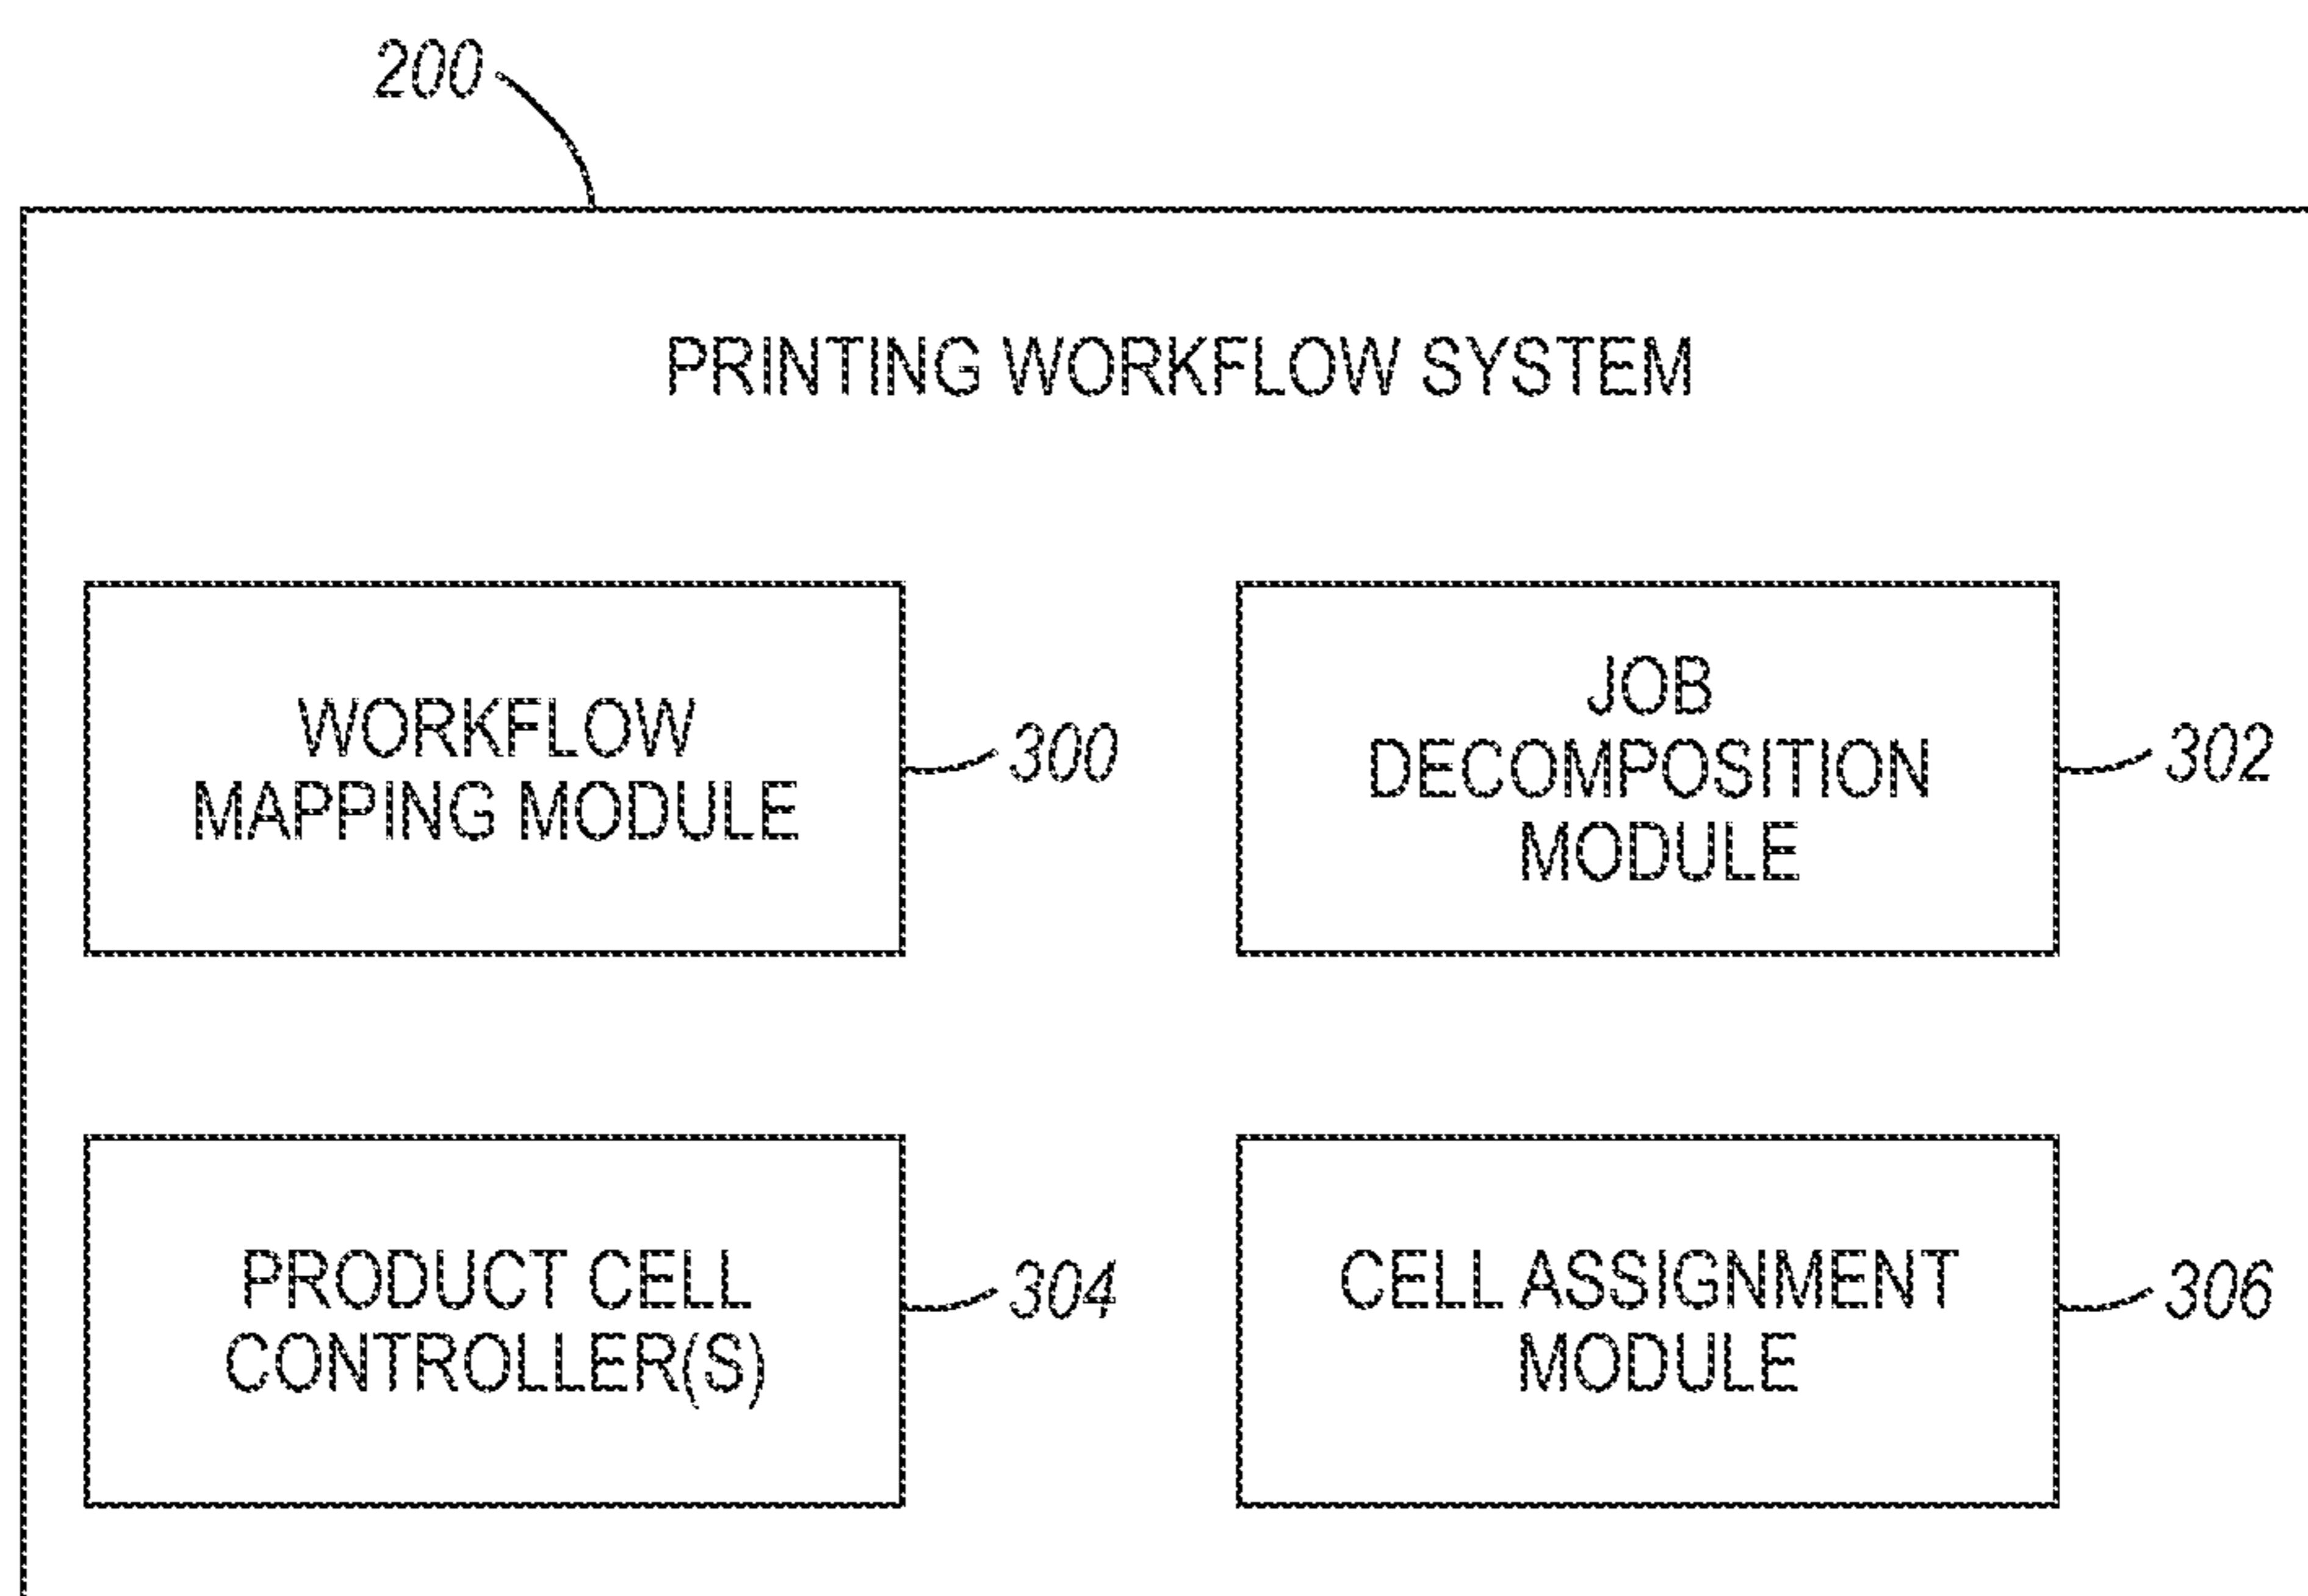 200
PRINTING WORKFLOW SYSTEM
WORKFLOW
MAPPING MODULE
300
JOB
DECOMPOSITION
MODULE
302
PRODUCT CELL
CONTROLLER(S)
304
CELL ASSIGNMENT
MODULE
306